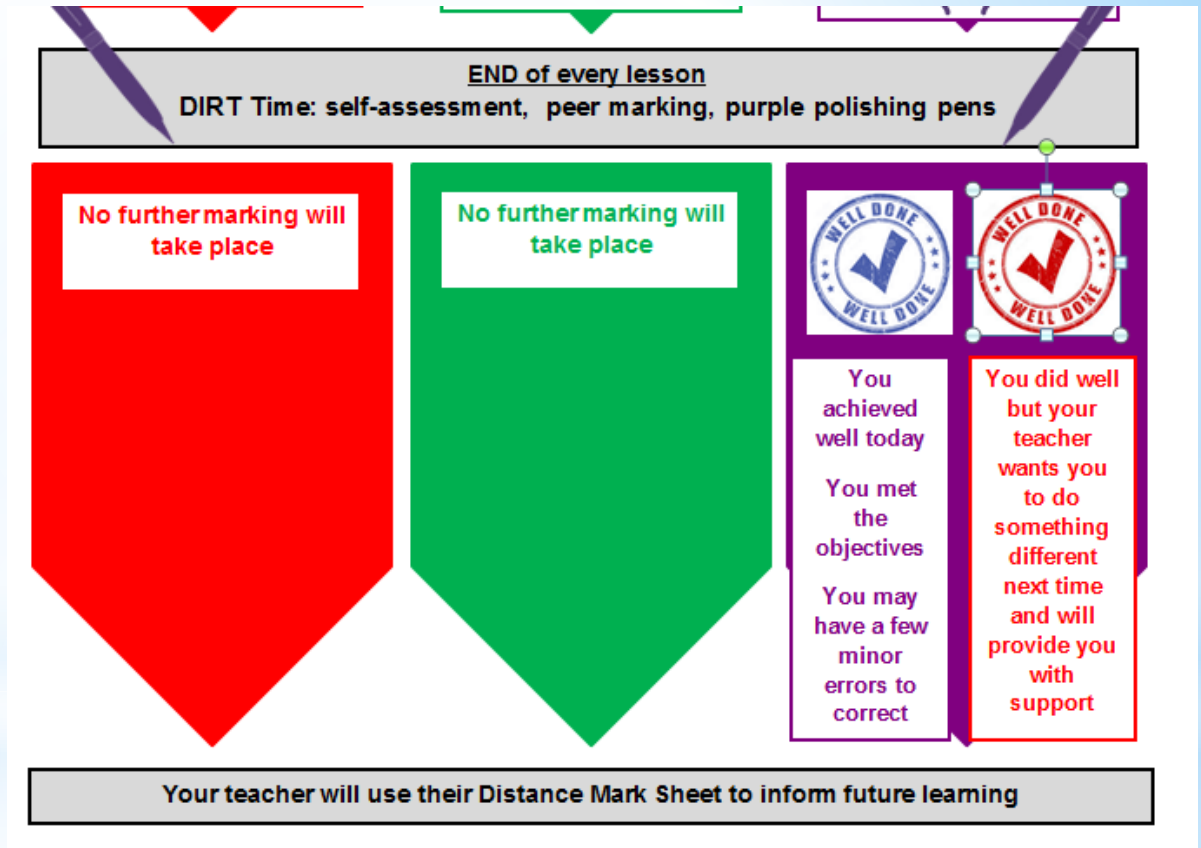 END of every lesson
DIRT Time: self-assessment, peer marking, purple polishing pens
No further marking will
take place
No further marking will
take place
WELL DONE
WELL DONE
WELL DONE
WELL DONE
You
achieved
well today
You met
the
objectives
You may
have a few
minor
errors to
correct
You did well
but your
teacher
wants you
to do
something
different
next time
and will
provide you
with
support
Your teacher will use their Distance Mark Sheet to inform future learning